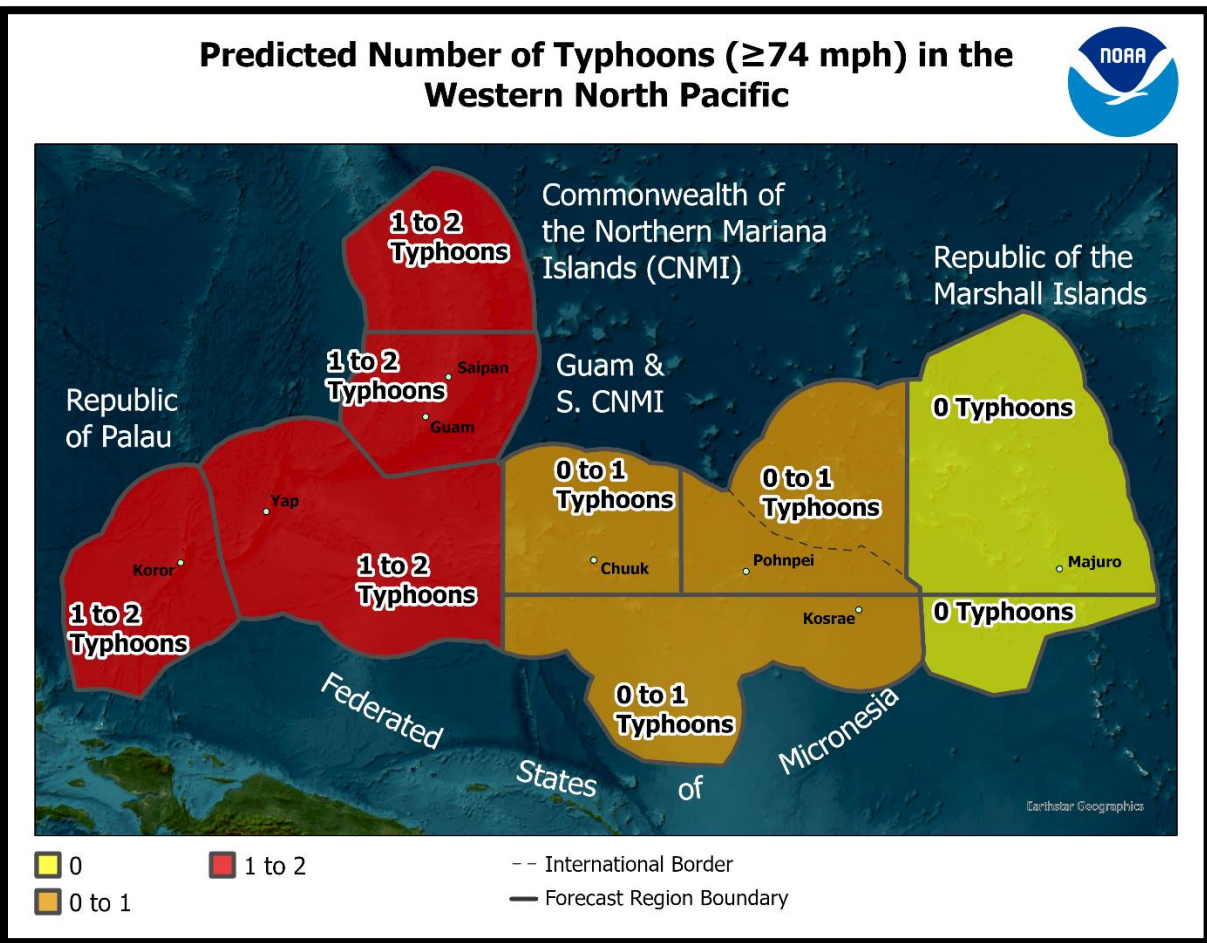 Predicted Number of Typhoons (≥74 mph) in the
Western North Pacific
NOAA
Commonwealth of
the Northern Mariana
Islands (CNMI)
1 to 2
Typhoons
Republic of the
Marshall Islands
1 to 2
Typhoons
Saipan
Guam
Guam &
S. CNMI
Republic
of Palau
0 Typhoons
0 to 1
Typhoons
0 to 1
Typhoons
Yap
Koror
1 to 2
Typhoons
Chuuk
Pohnpei
Majuro
1 to 2
Typhoons
Kosrae
0 Typhoons
0 to 1
Typhoons
Federated
States
of
Micronesia
Earthstar Geographics
0
1 to 2
International Border
0 to 1
Forecast Region Boundary